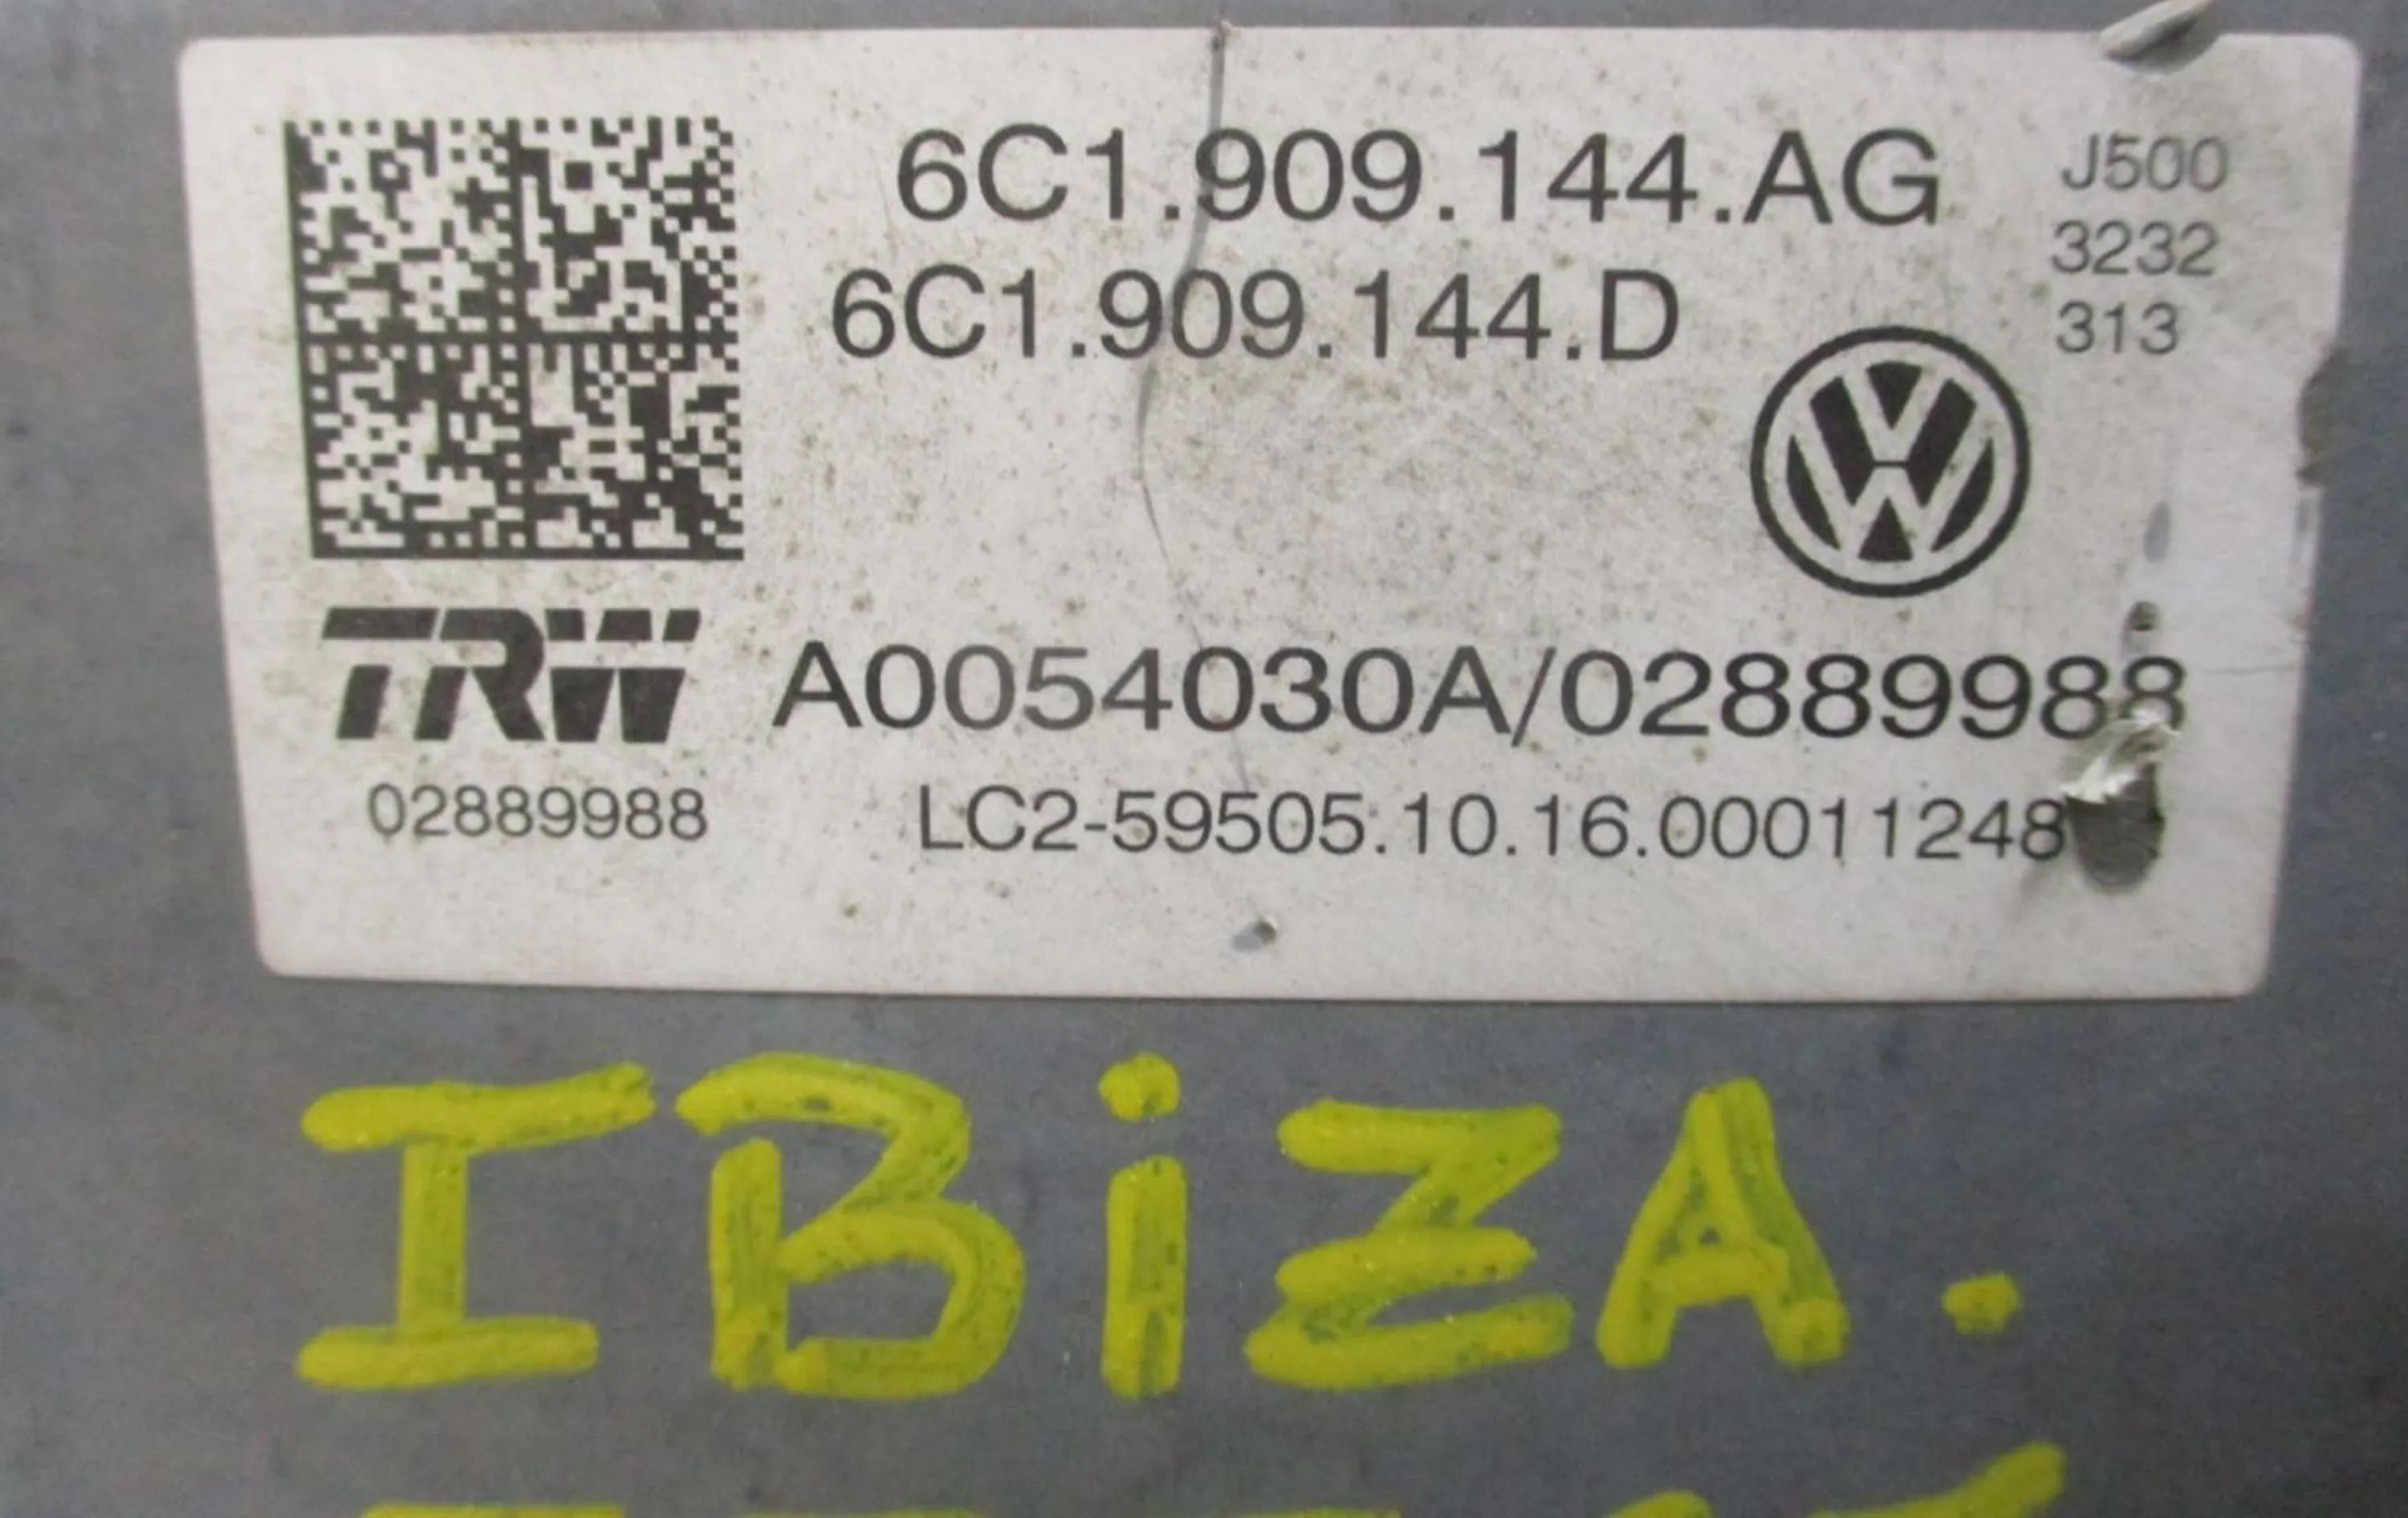 6C1.909.144.AG
J500
6C1.909.144.D
3232
313
TRW
A0054030A/02889988
02889988
LC2-59505.10.16.00011248
IBiZA.